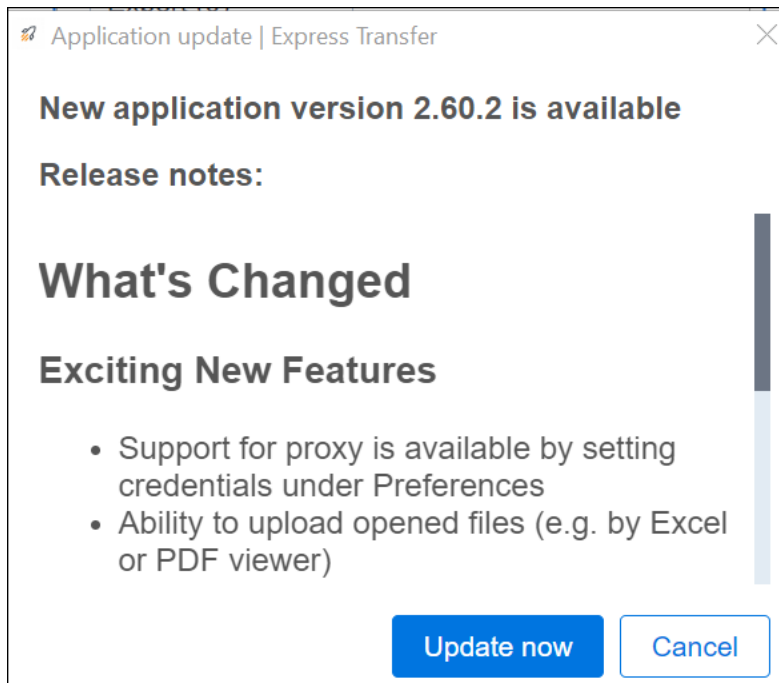 Application update | Express Transfer
New application version 2.60.2 is available
Release notes:
What's Changed
Exciting New Features
• Support for proxy is available by setting
credentials under Preferences
• Ability to upload opened files (e.g. by Excel
or PDF viewer)
Update now
Cancel